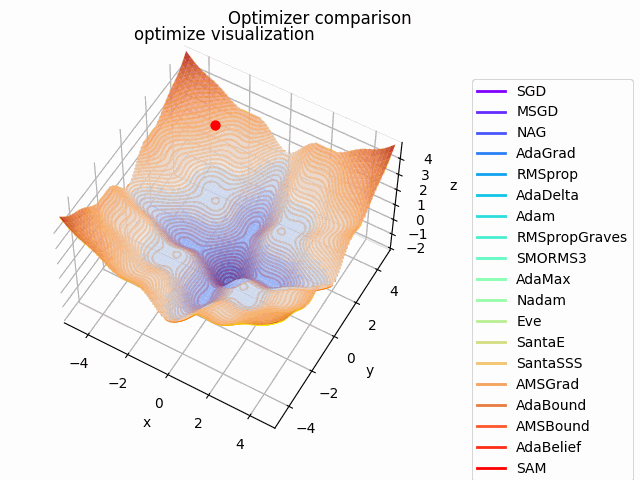 Optimizer comparison
optimize visualization
SGD
MSGD
NAG
AdaGrad
RMSprop
AdaDelta
Adam
RMSpropGraves
SMORMS3
AdaMax
Nadam
Eve
SantaE
SantaSSS
AMSGrad
AdaBound
AMSBound
AdaBelief
SAM
4
3
2
1
0
−1
−2
z
4
2
0
−2
−4
y
−4
−2
0
2
4
x